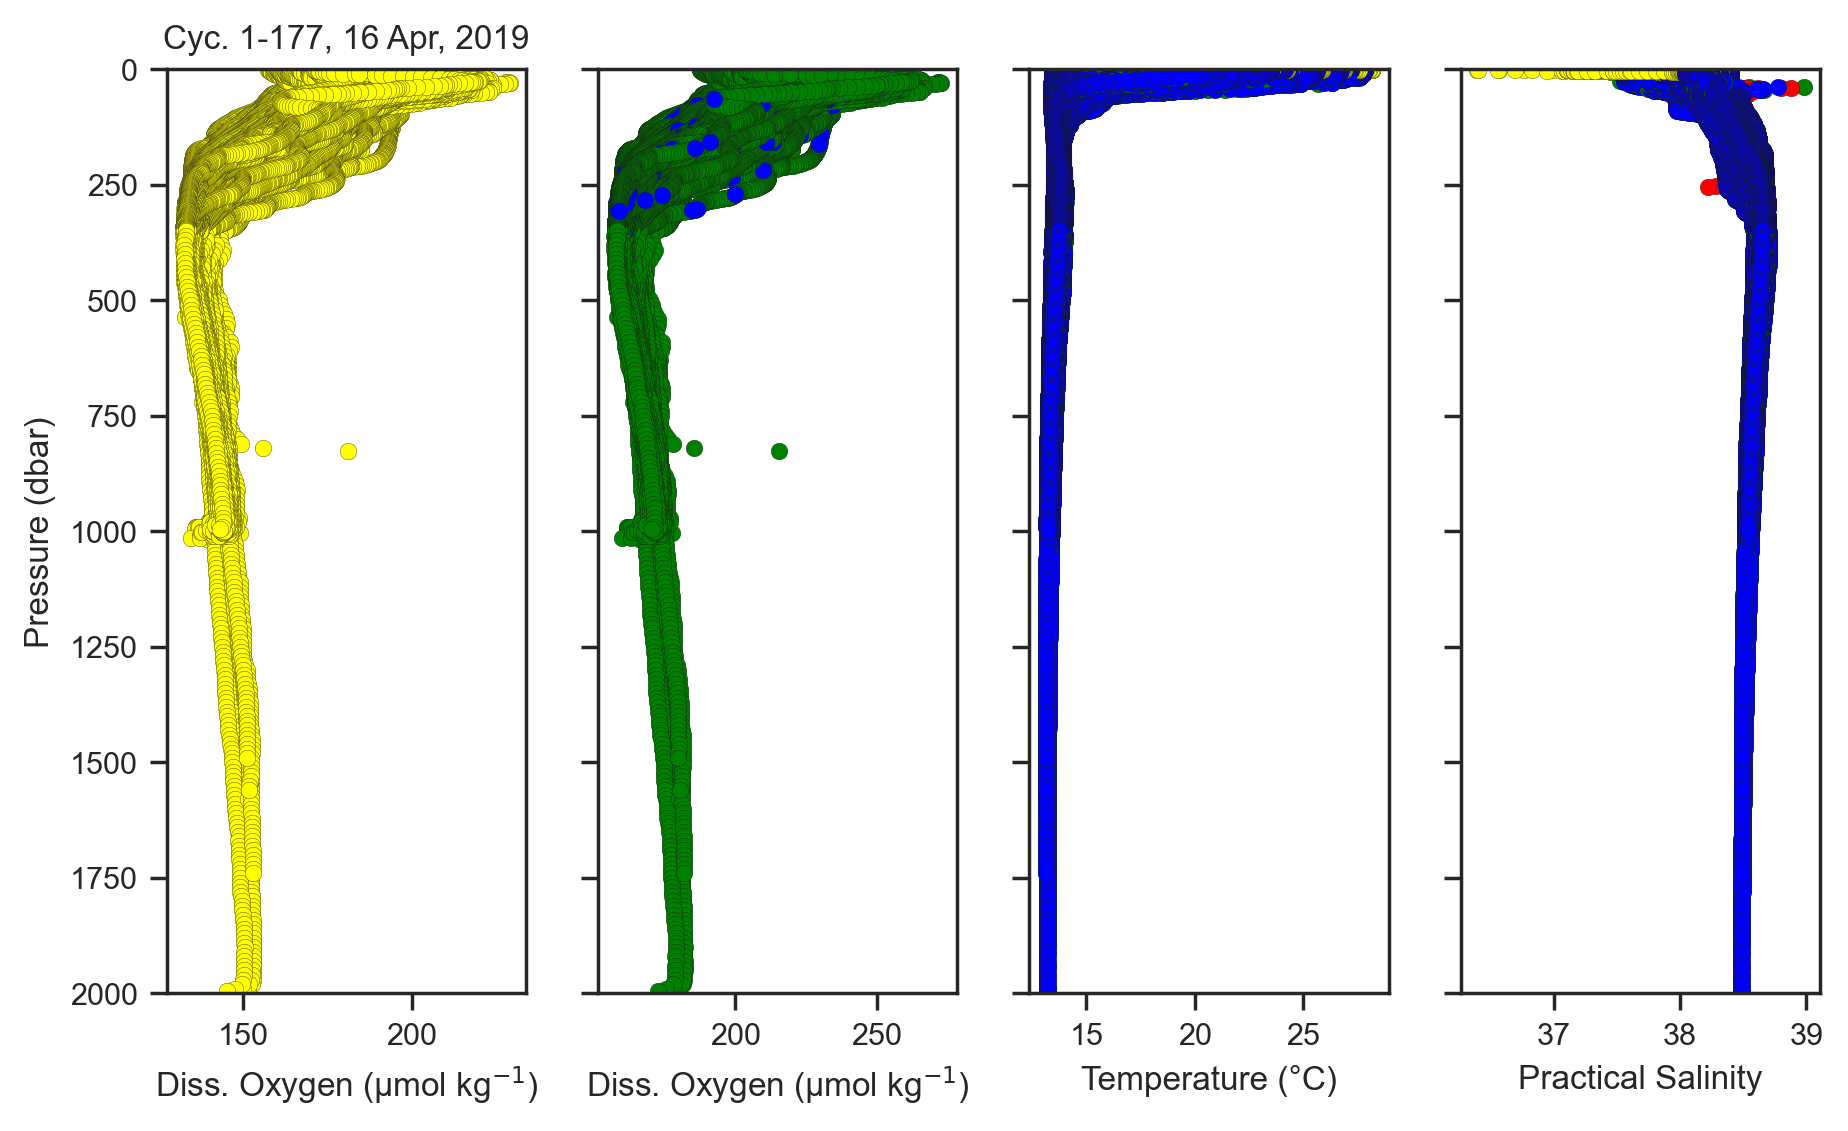 Cyc. 1-177, 16 Apr, 2019
Pressure (dbar)
0
250
500
750
1000
1250
1500
1750
2000
150 200
200 250
15 20 25
37 38 39
Diss. Oxygen (µmol kg⁻¹)
Diss. Oxygen (µmol kg⁻¹)
Temperature (°C)
Practical Salinity